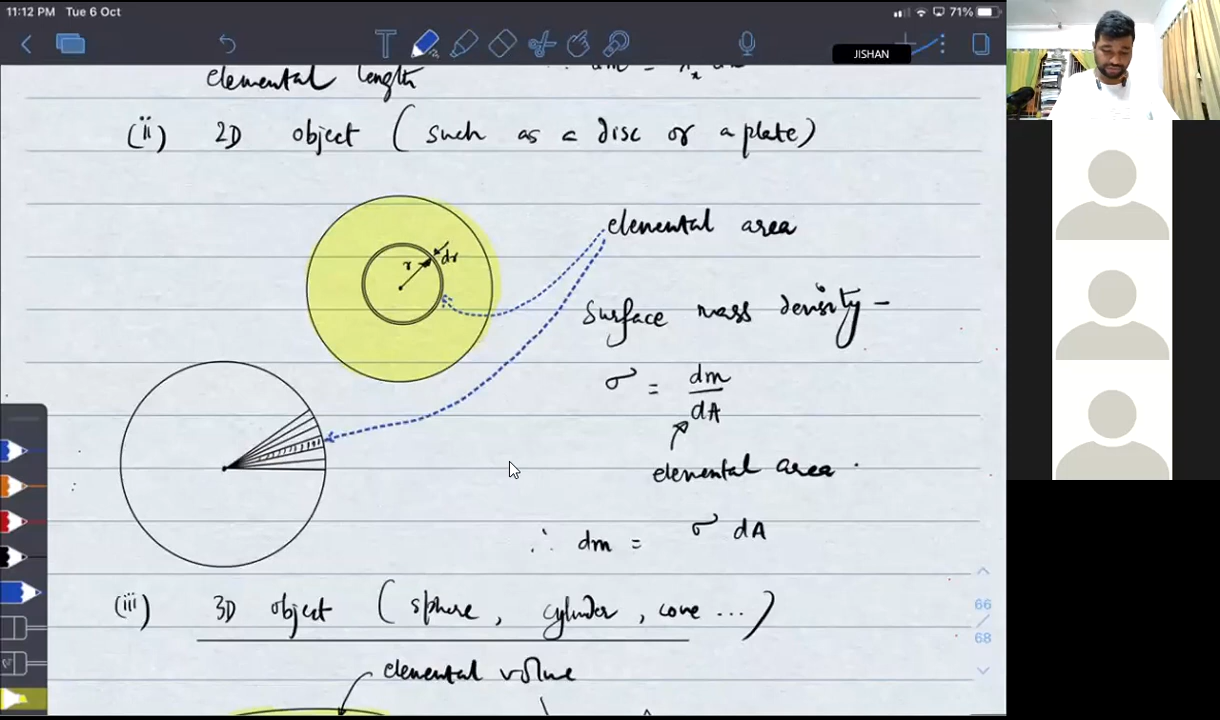 11:12 PM Tue 6 Oct
71%
JISHAN
elemental length
(ii) 2D object (such as a disc or a plate)
elemental area
r dr
Surface mass density -
σ = dm
dA
elemental area
∴ dm = σ dA
(iii) 3D object (sphere, cylinder, cone ...)
66
/
68
elemental volume